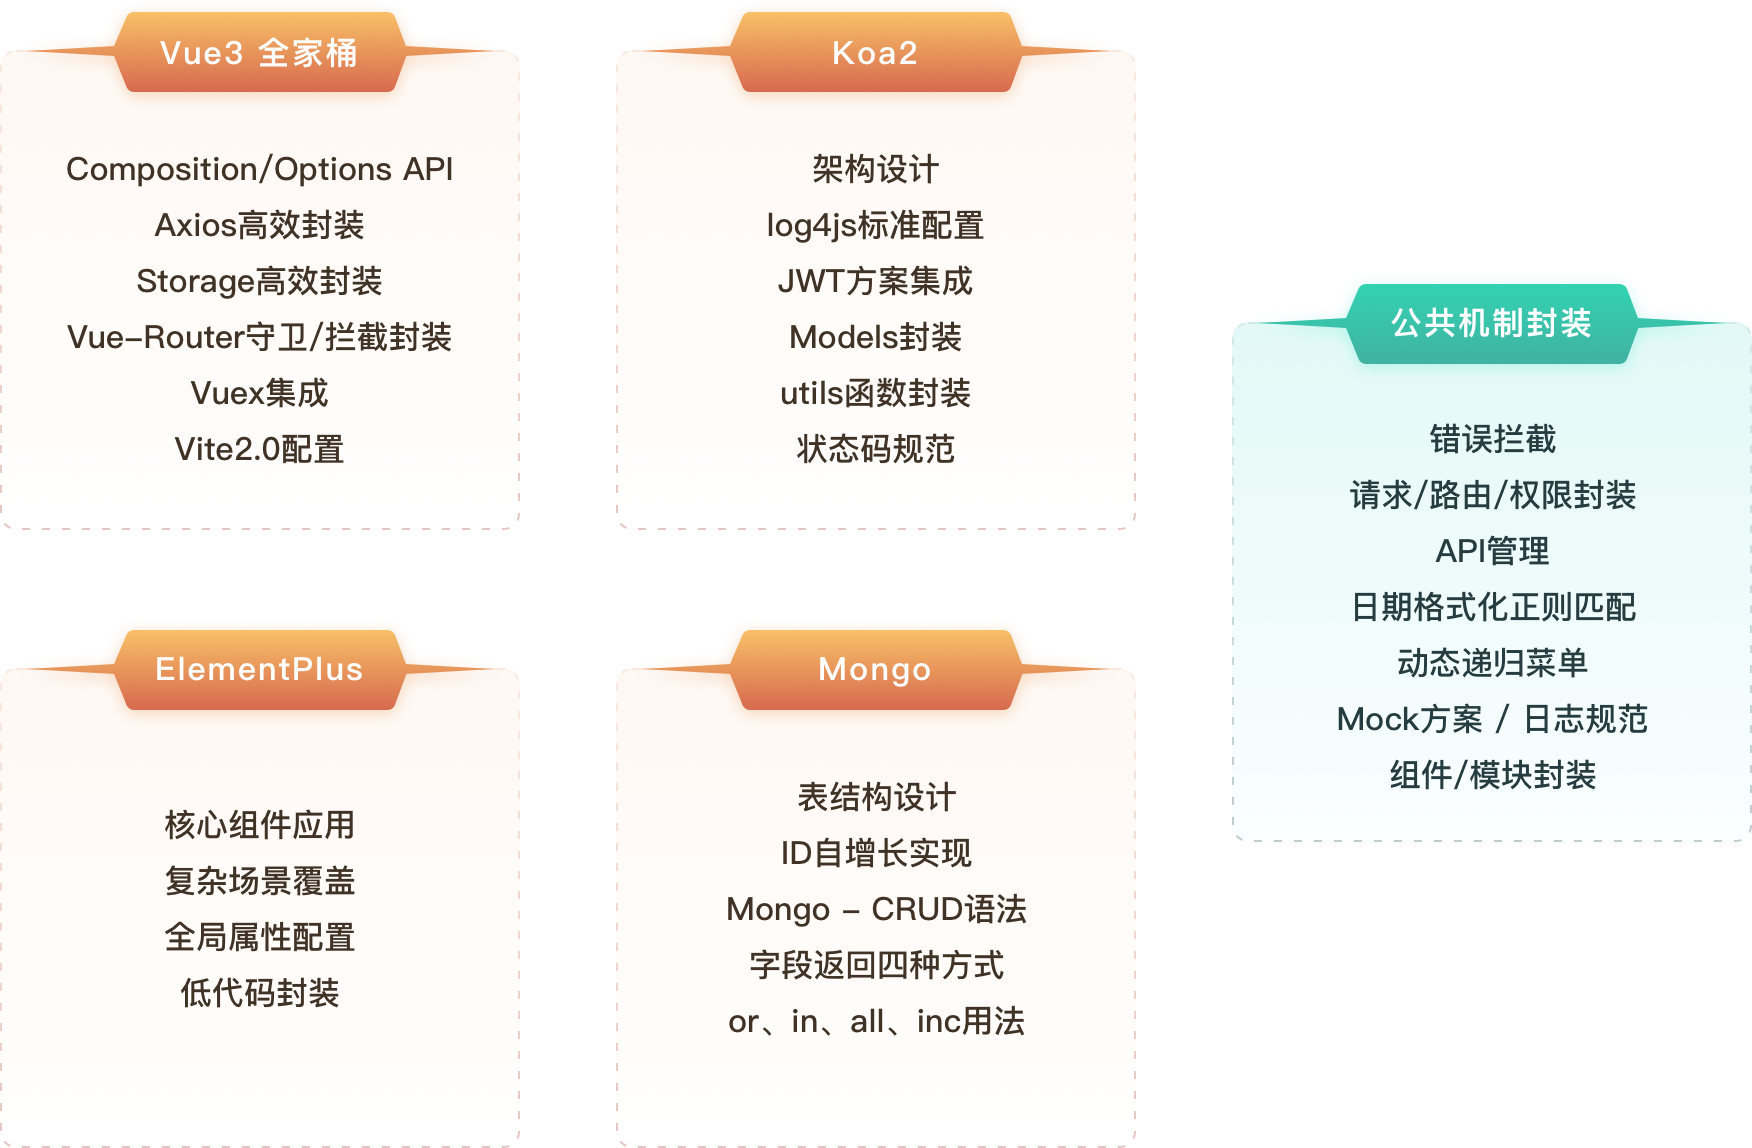 Vue3 全家桶
Composition/Options API
Axios高效封装
Storage高效封装
Vue-Router守卫/拦截封装
Vuex集成
Vite2.0配置
Koa2
架构设计
log4js标准配置
JWT方案集成
Models封装
utils函数封装
状态码规范
ElementPlus
核心组件应用
复杂场景覆盖
全局属性配置
低代码封装
Mongo
表结构设计
ID自增长实现
Mongo - CRUD语法
字段返回四种方式
or、in、all、inc用法
公共机制封装
错误拦截
请求/路由/权限封装
API管理
日期格式化正则匹配
动态递归菜单
Mock方案 / 日志规范
组件/模块封装